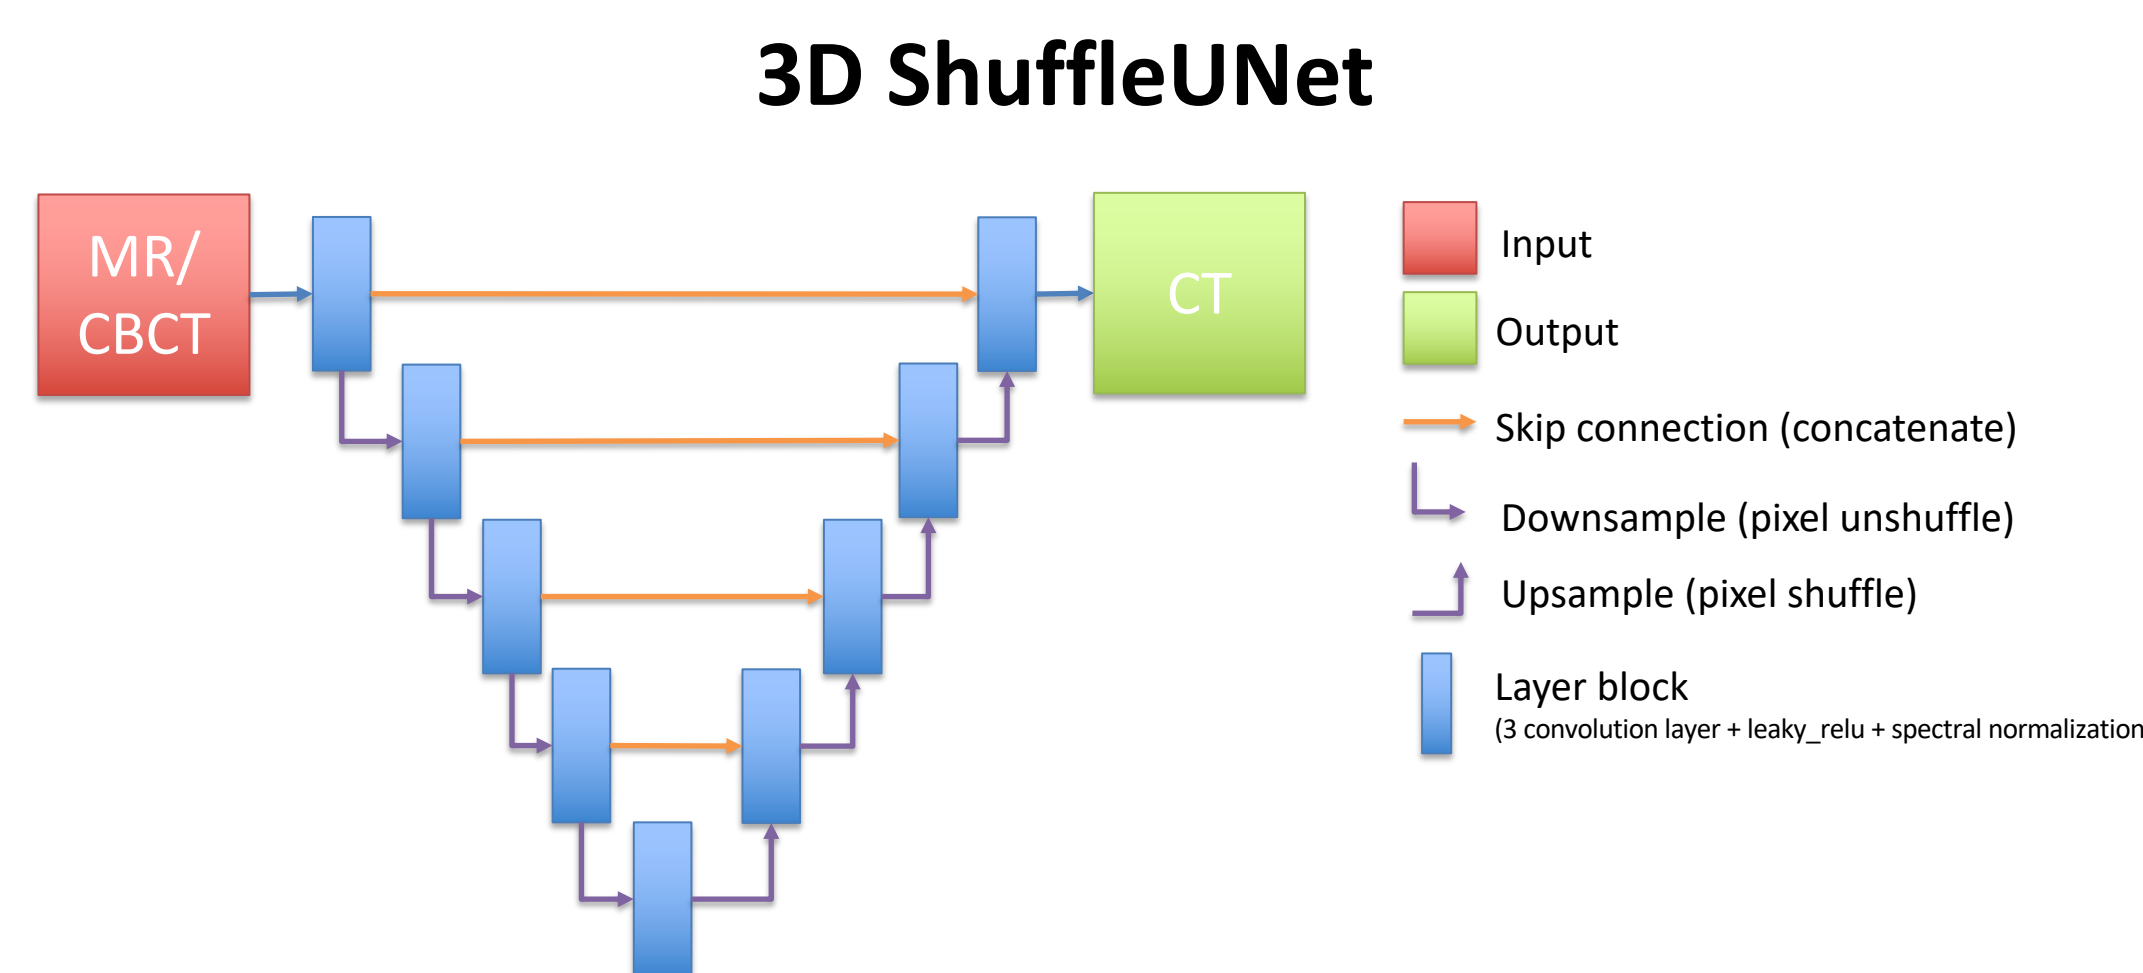 3D ShuffleUNet
MR/
CBCT
CT
Input
Output
Skip connection (concatenate)
Downsample (pixel unshuffle)
Upsample (pixel shuffle)
Layer block
(3 convolution layer + leaky_relu + spectral normalization